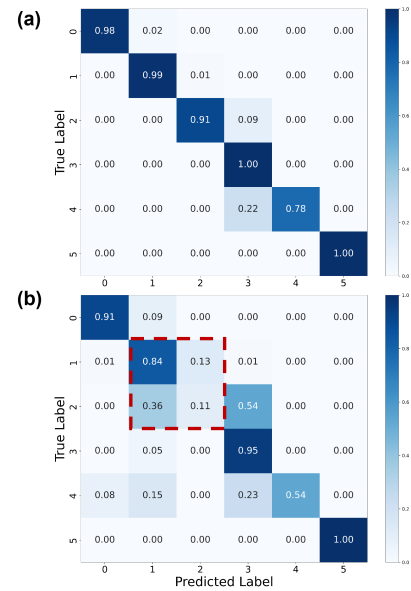 (a)
True Label
0 0.98 0.02 0.00 0.00 0.00 0.00
1 0.00 0.99 0.01 0.00 0.00 0.00
2 0.00 0.00 0.91 0.09 0.00 0.00
3 0.00 0.00 0.00 1.00 0.00 0.00
4 0.00 0.00 0.00 0.22 0.78 0.00
5 0.00 0.00 0.00 0.00 0.00 1.00
0 1 2 3 4 5
(b)
True Label
0 0.91 0.09 0.00 0.00 0.00 0.00
1 0.01 0.84 0.13 0.01 0.00 0.00
2 0.00 0.36 0.11 0.54 0.00 0.00
3 0.00 0.05 0.00 0.95 0.00 0.00
4 0.08 0.15 0.00 0.23 0.54 0.00
5 0.00 0.00 0.00 0.00 0.00 1.00
0 1 2 3 4 5
Predicted Label